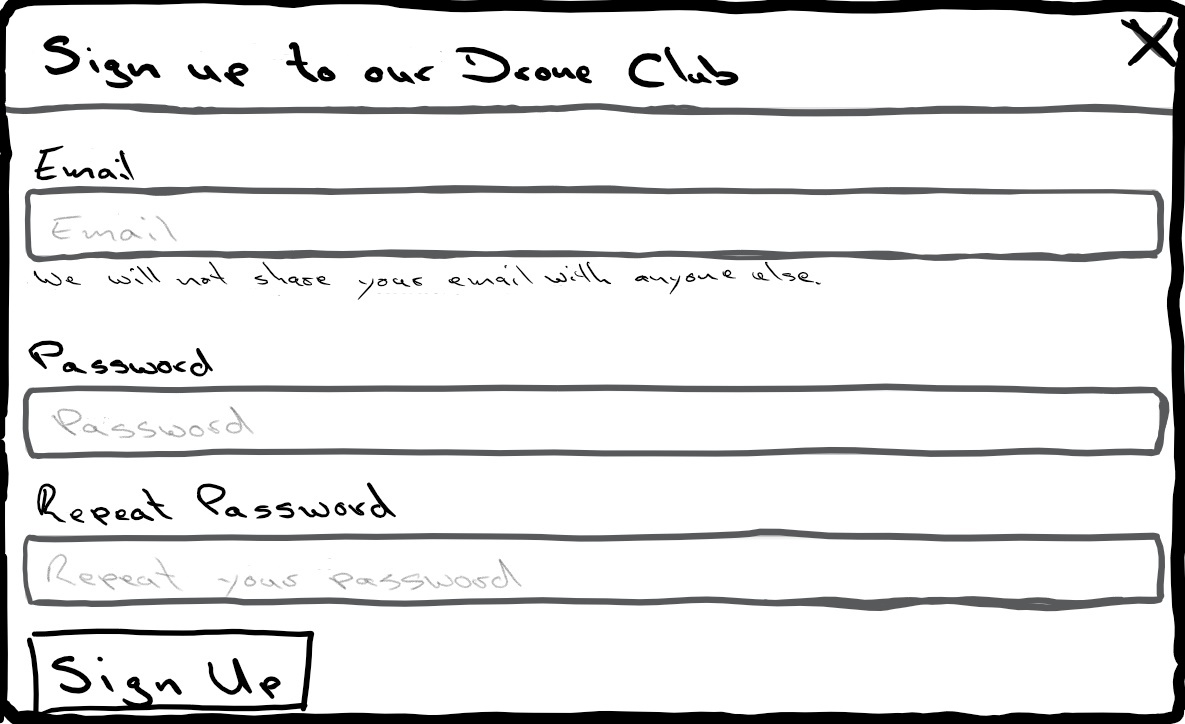 Sign up to our Drone Club X
Email
Email
We will not share your email with anyone else.
Password
Password
Repeat Password
Repeat your password
Sign Up